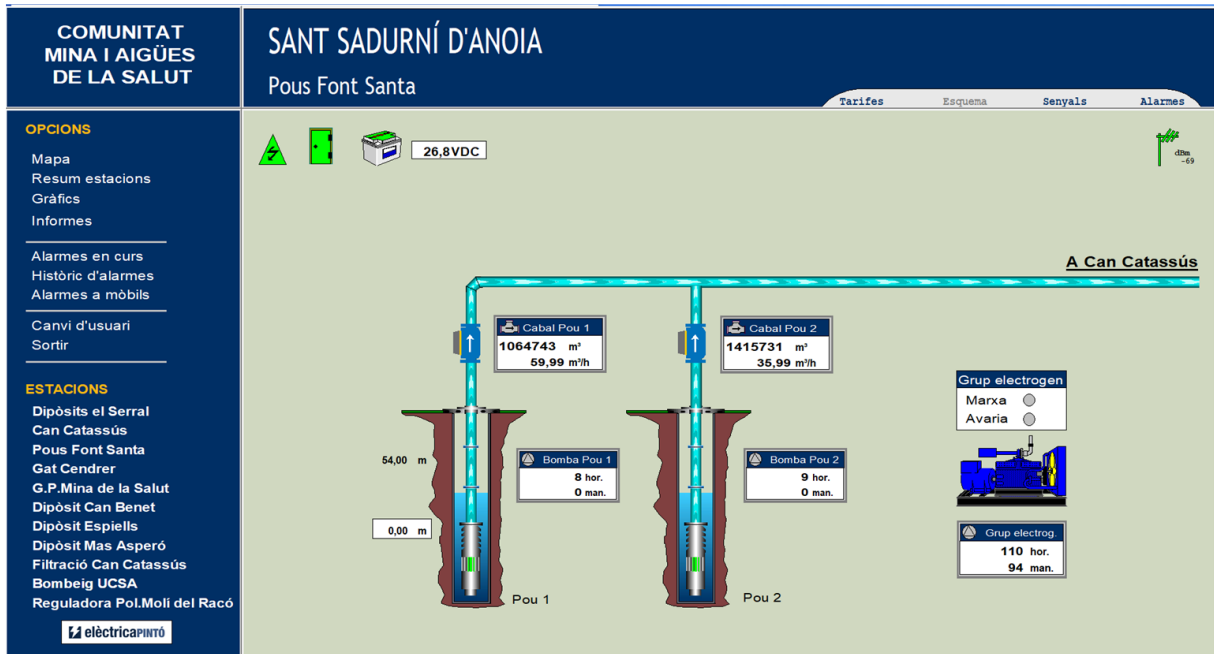 COMUNITAT
MINA I AIGÜES
DE LA SALUT
SANT SADURNÍ D'ANOIA
Pous Font Santa
Tarifes Esquema Senyals Alarmes
OPCIONS
Mapa
Resum estacions
Gràfics
Informes
Alarmes en curs
Històric d'alarmes
Alarmes a mòbils
Canvi d'usuari
Sortir
ESTACIONS
Dipòsits el Serral
Can Catassús
Pous Font Santa
Gat Cendrer
G.P.Mina de la Salut
Dipòsit Can Benet
Dipòsit Espiells
Dipòsit Mas Asperó
Filtració Can Catassús
Bombeig UCSA
Reguladora Pol.Molí del Racó
elèctricaPINTÓ
26,8VDC
dBm
-69
A Can Catassús
Cabal Pou 1
1064743 m³
59,99 m³/h
Cabal Pou 2
1415731 m³
35,99 m³/h
Grup electrogen
Marxa
Avaria
54,00 m
0,00 m
Bomba Pou 1
8 hor.
0 man.
Bomba Pou 2
9 hor.
0 man.
Grup electrog.
110 hor.
94 man.
Pou 1
Pou 2